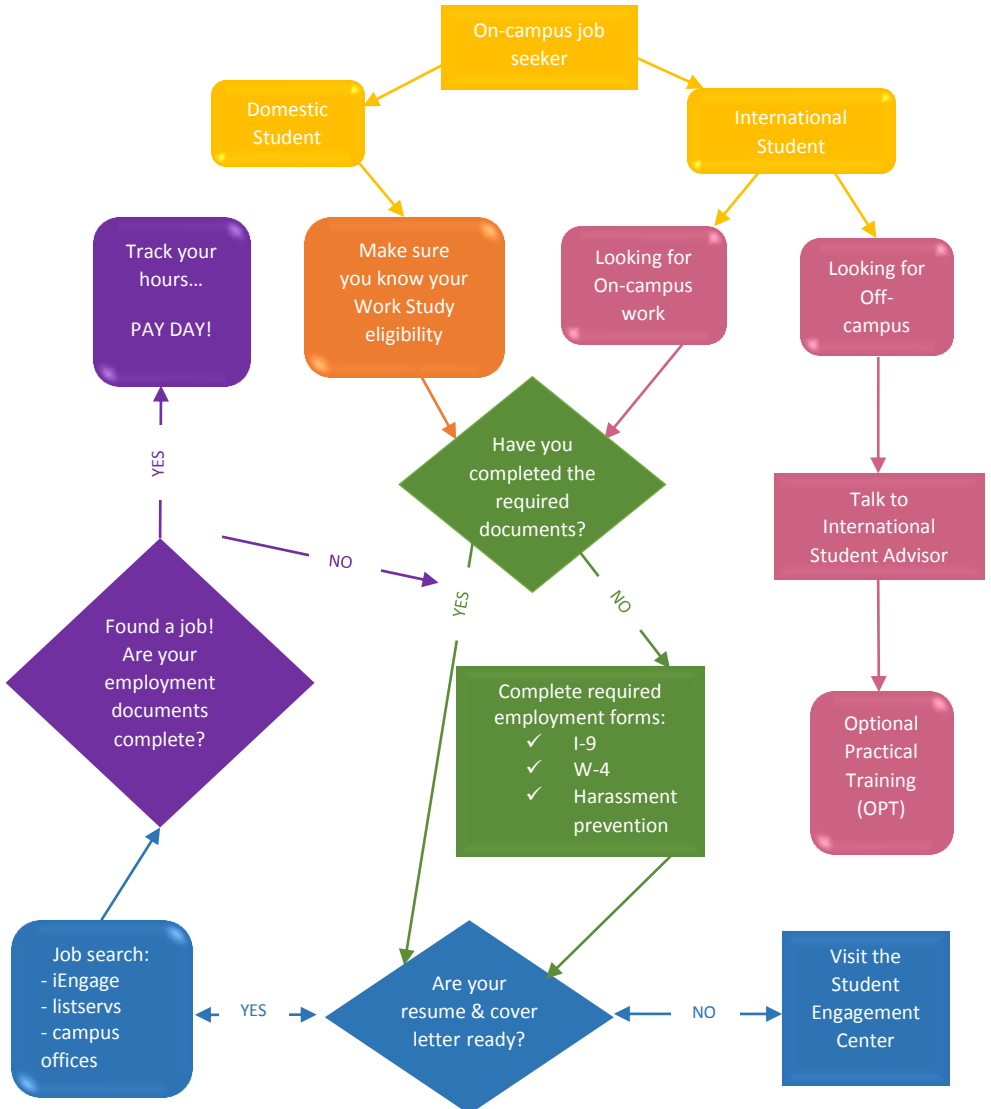 On-campus job
seeker
Domestic
Student
International
Student
Track your
hours…
PAY DAY!
Make sure
you know your
Work Study
eligibility
Looking for
On-campus
work
Looking for
Off-
campus
YES
Have you
completed the
required
documents?
Talk to
International
Student Advisor
NO
YES
NO
Found a job!
Are your
employment
documents
complete?
Complete required
employment forms:
✓ I-9
✓ W-4
✓ Harassment
prevention
Optional
Practical
Training
(OPT)
Job search:
- iEngage
- listservs
- campus
offices
YES
Are your
resume & cover
letter ready?
NO
Visit the
Student
Engagement
Center